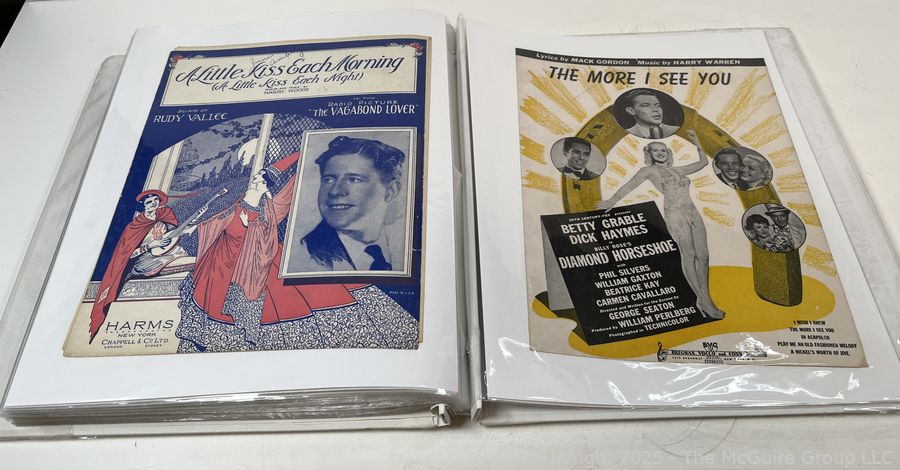 A Little Kiss Each Morning
(A Little Kiss Each Night)
HARRY WOODS
SUNG BY
RUDY VALLEE
IN THE
RADIO PICTURE
"THE VAGABOND LOVER"
MADE IN U.S.A.
HARMS
NEW YORK
CHAPPELL & CO LTD
LONDON SYDNEY
Lyrics by MACK GORDON Music by HARRY WARREN
THE MORE I SEE YOU
20TH CENTURY-FOX presents
BETTY GRABLE
DICK HAYMES
in
BILLY ROSE'S
DIAMOND HORSESHOE
with
PHIL SILVERS
WILLIAM GAXTON
BEATRICE KAY
CARMEN CAVALLARO
Directed and Written for the Screen by
GEORGE SEATON
Produced by WILLIAM PERLBERG
Photographed in TECHNICOLOR
I WISH I KNEW
THE MORE I SEE YOU
IN ACAPULCO
PLAY ME AN OLD FASHIONED MELODY
A NICKEL'S WORTH OF JIVE
BVC
BREGMAN, VOCCO and CONN
2025 - The McGuire Group LLC